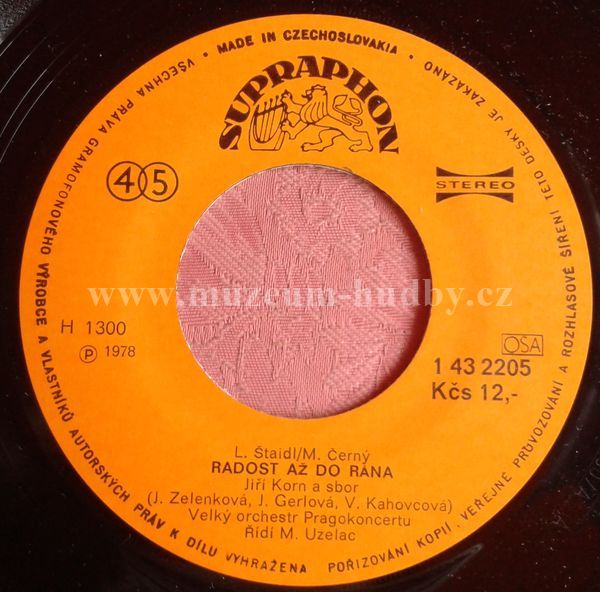 • MADE IN CZECHOSLOVAKIA •
VŠECHNA PRÁVA GRAMOFONOVÉHO VÝROBCE A VLASTNÍKŮ AUTORSKÝCH PRÁV K DÍLU VYHRAŽENA • POŘIZOVÁNÍ KOPIÍ, VEŘEJNÉ PROVOZOVÁNÍ A ROZHLASOVÉ ŠÍŘENÍ TÉTO DESKY JE ZAKÁZÁNO
SUPRAPHON
45
STEREO
www.muzeum-hudby.cz
H 1300
Ⓟ 1978
OSA
1 43 2205
Kčs 12,-
L. Štaidl/M. Černý
RADOST AŽ DO RÁNA
Jiří Korn a sbor
(J. Zelenková, J. Gerlová, V. Kahovcová)
Velký orchestr Pragokoncertu
Řídí M. Uzelac